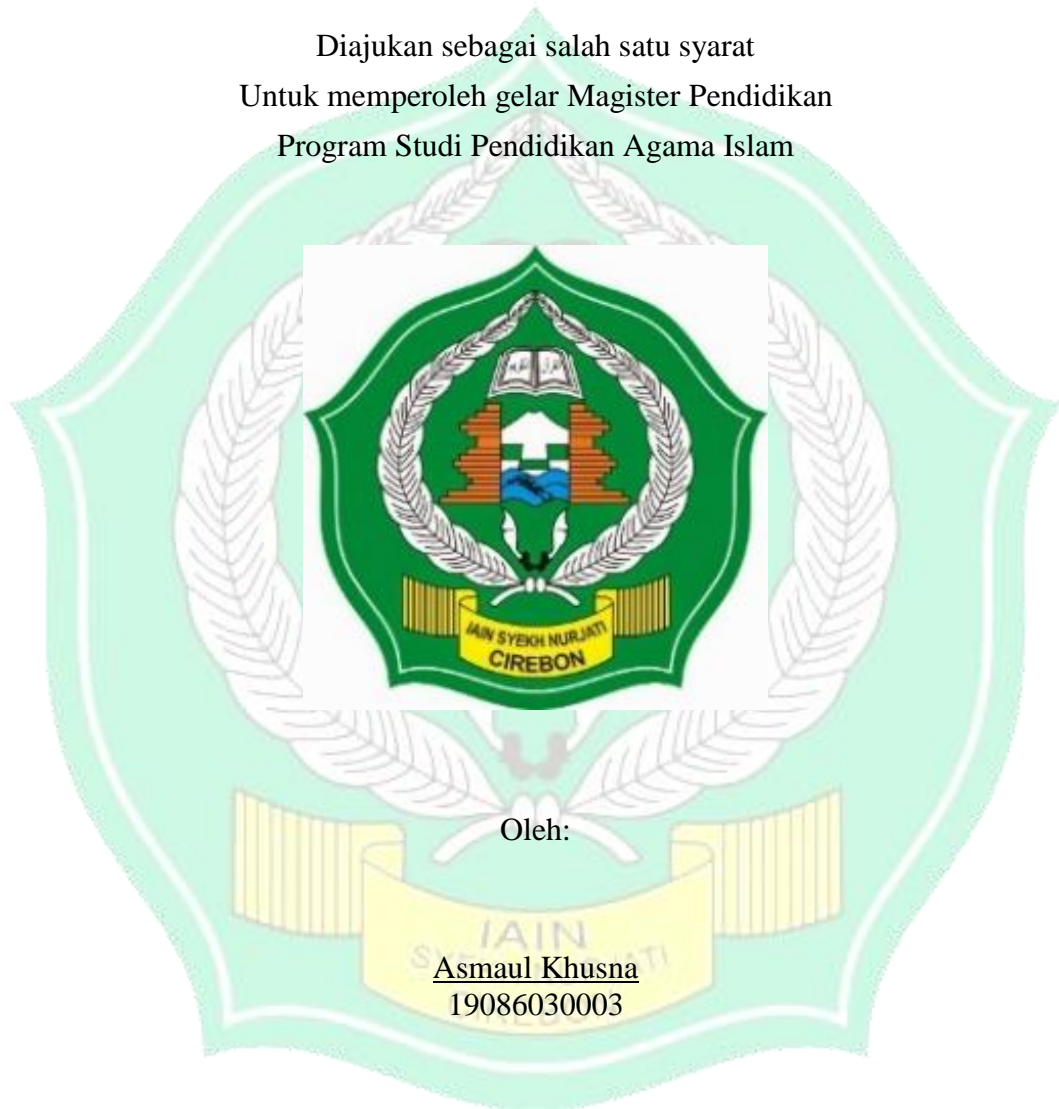 Diajukan sebagai salah satu syarat
Untuk memperoleh gelar Magister Pendidikan
Program Studi Pendidikan Agama Islam
IAIN SYEKH NURJATI
CIREBON
Oleh:
IAIN
Asmaul Khusna
19086030003